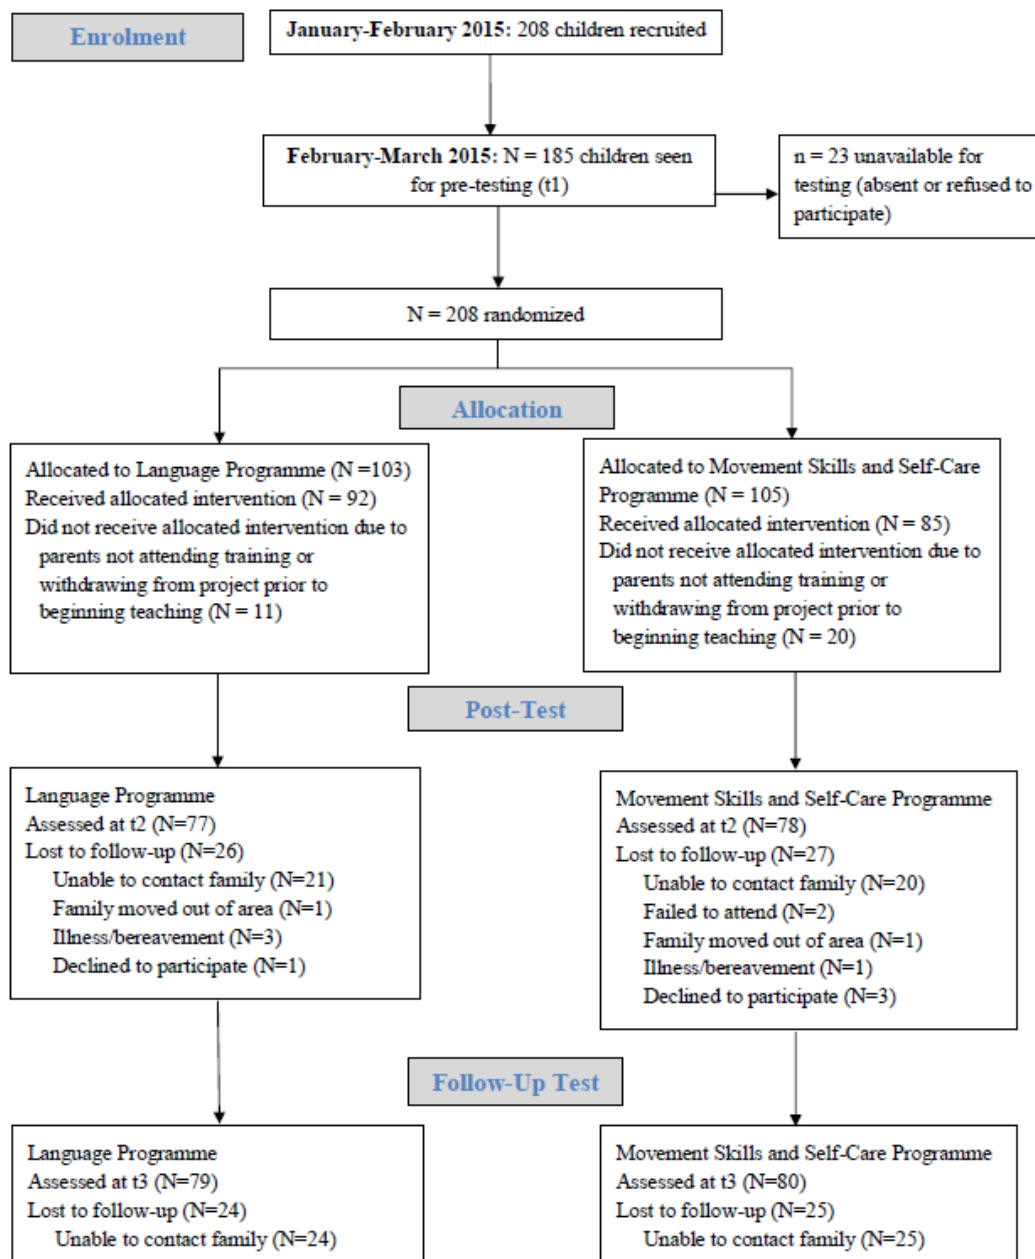 Enrolment
January-February 2015: 208 children recruited
February-March 2015: N = 185 children seen
for pre-testing (t1)
n = 23 unavailable for
testing (absent or refused to
participate)
N = 208 randomized
Allocation
Allocated to Language Programme (N =103)
Received allocated intervention (N = 92)
Did not receive allocated intervention due to
parents not attending training or
withdrawing from project prior to
beginning teaching (N = 11)
Allocated to Movement Skills and Self-Care
Programme (N = 105)
Received allocated intervention (N = 85)
Did not receive allocated intervention due to
parents not attending training or
withdrawing from project prior to
beginning teaching (N = 20)
Post-Test
Language Programme
Assessed at t2 (N=77)
Lost to follow-up (N=26)
Unable to contact family (N=21)
Family moved out of area (N=1)
Illness/bereavement (N=3)
Declined to participate (N=1)
Movement Skills and Self-Care Programme
Assessed at t2 (N=78)
Lost to follow-up (N=27)
Unable to contact family (N=20)
Failed to attend (N=2)
Family moved out of area (N=1)
Illness/bereavement (N=1)
Declined to participate (N=3)
Follow-Up Test
Language Programme
Assessed at t3 (N=79)
Lost to follow-up (N=24)
Unable to contact family (N=24)
Movement Skills and Self-Care Programme
Assessed at t3 (N=80)
Lost to follow-up (N=25)
Unable to contact family (N=25)